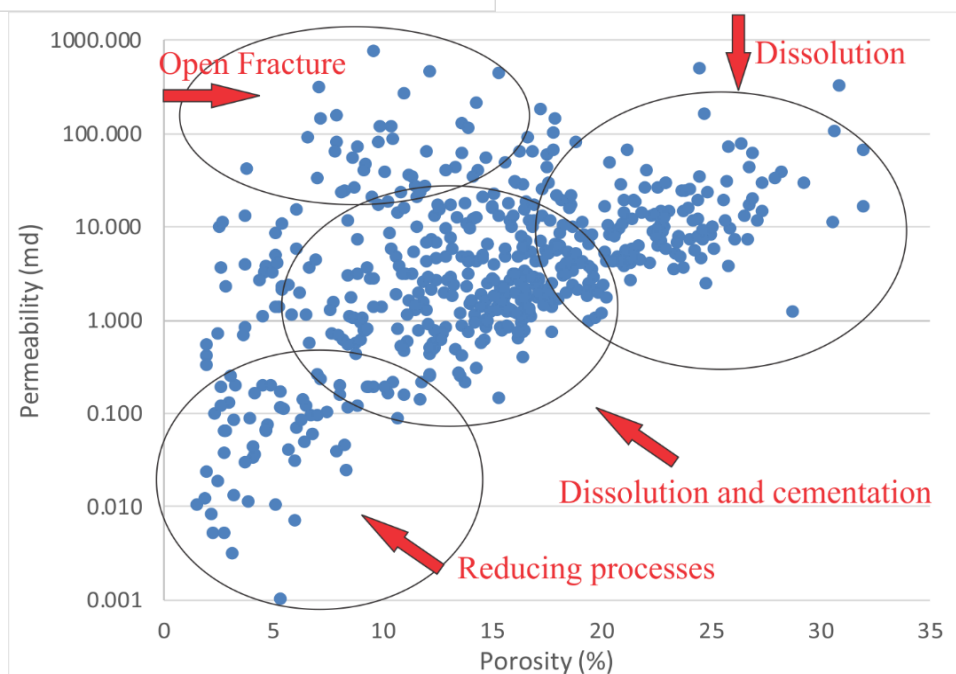 1000.000
Open Fracture
Dissolution
100.000
10.000
Permeability (md)
1.000
0.100
Dissolution and cementation
0.010
Reducing processes
0.001
0 5 10 15 20 25 30 35
Porosity (%)